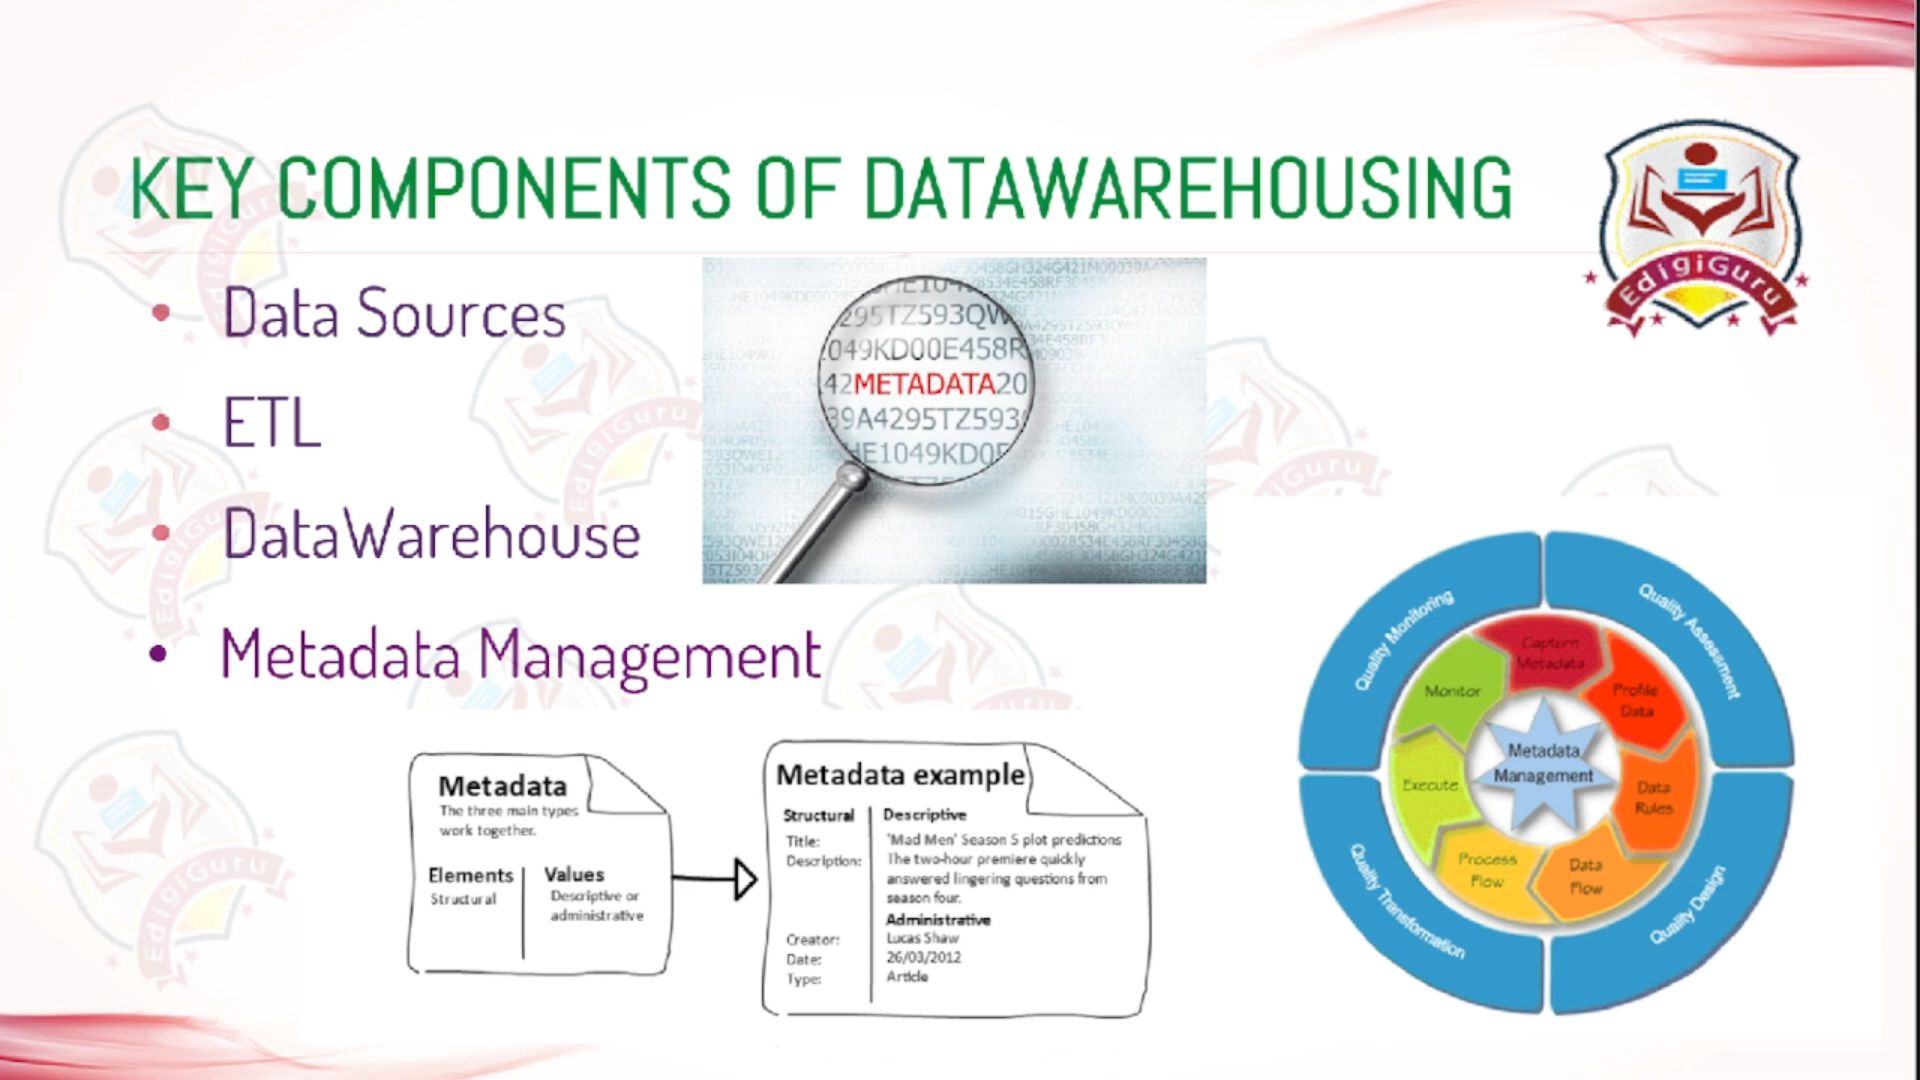 KEY COMPONENTS OF DATAWAREHOUSING
EdigiGuru
• Data Sources
• ETL
• DataWarehouse
• Metadata Management
295TZ593QW
049KD00E458R
42METADATA20
39A4295TZ593
HE1049KD0
Metadata
The three main types
work together.
Elements
Values
Structural
Descriptive or
administrative
Metadata example
Structural
Descriptive
Title:
'Mad Men' Season 5 plot predictions
Description:
The two-hour premiere quickly
answered lingering questions from
season four.
Administrative
Creator:
Lucas Shaw
Date:
26/03/2012
Type:
Article
Quality Monitoring
Quality Assessment
Quality Design
Quality Transformation
Capture
Metadata
Profile
Data
Data
Rules
Data
Flow
Process
Flow
Execute
Monitor
Metadata
Management